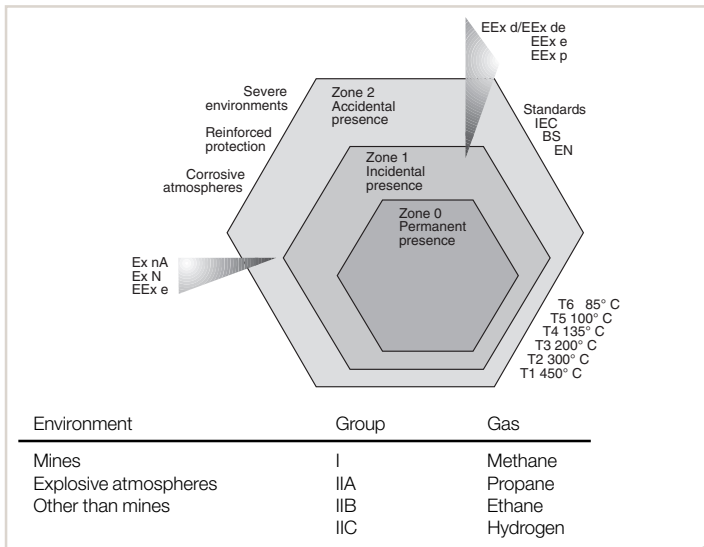 EEx d/EEx de
EEx e
EEx p
Severe
environments
Reinforced
protection
Corrosive
atmospheres
Zone 2
Accidental
presence
Standards
IEC
BS
EN
Zone 1
Incidental
presence
Zone 0
Permanent
presence
Ex nA
Ex N
EEx e
T6 85° C
T5 100° C
T4 135° C
T3 200° C
T2 300° C
T1 450° C
Environment Group Gas
Mines I Methane
Explosive atmospheres IIA Propane
Other than mines IIB Ethane
IIC Hydrogen